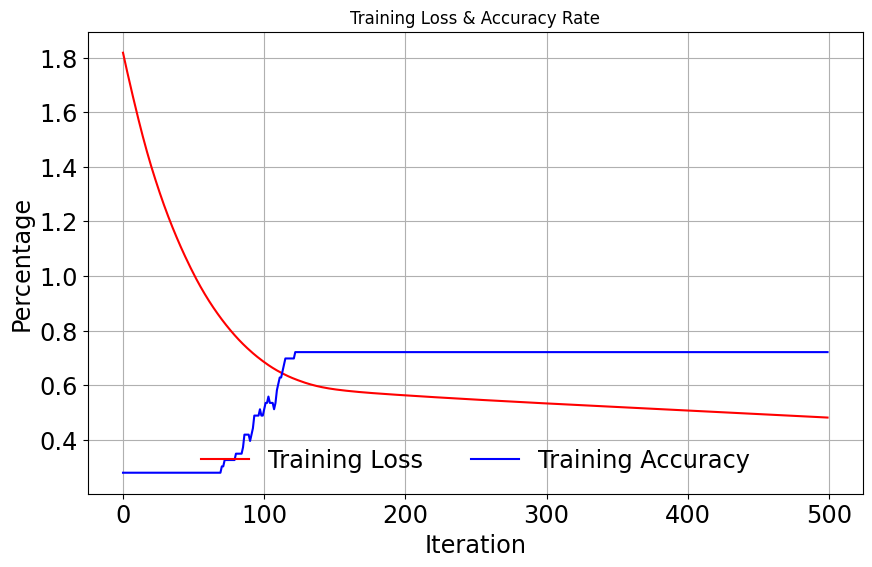 Training Loss & Accuracy Rate
Percentage
1.8
1.6
1.4
1.2
1.0
0.8
0.6
0.4
Training Loss Training Accuracy
0 100 200 300 400 500
Iteration